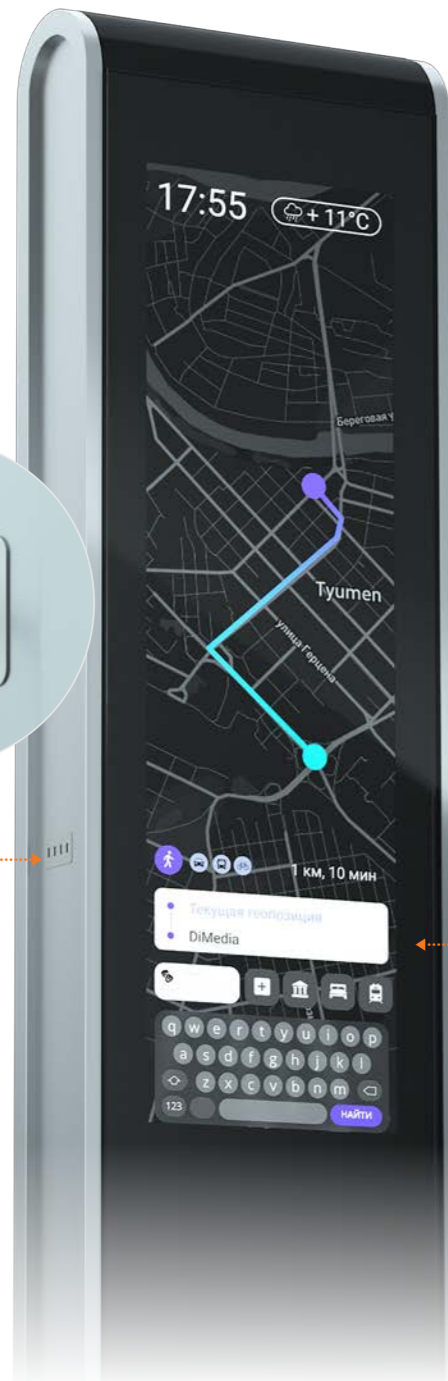 17:55
+ 11°C
Береговая
Tyumen
улица Герцена
1 км, 10 мин
Текущая геопозиция
DiMedia
q w e r t y u i o p
a s d f g h j k l
z x c v b n m
123
НАЙТИ